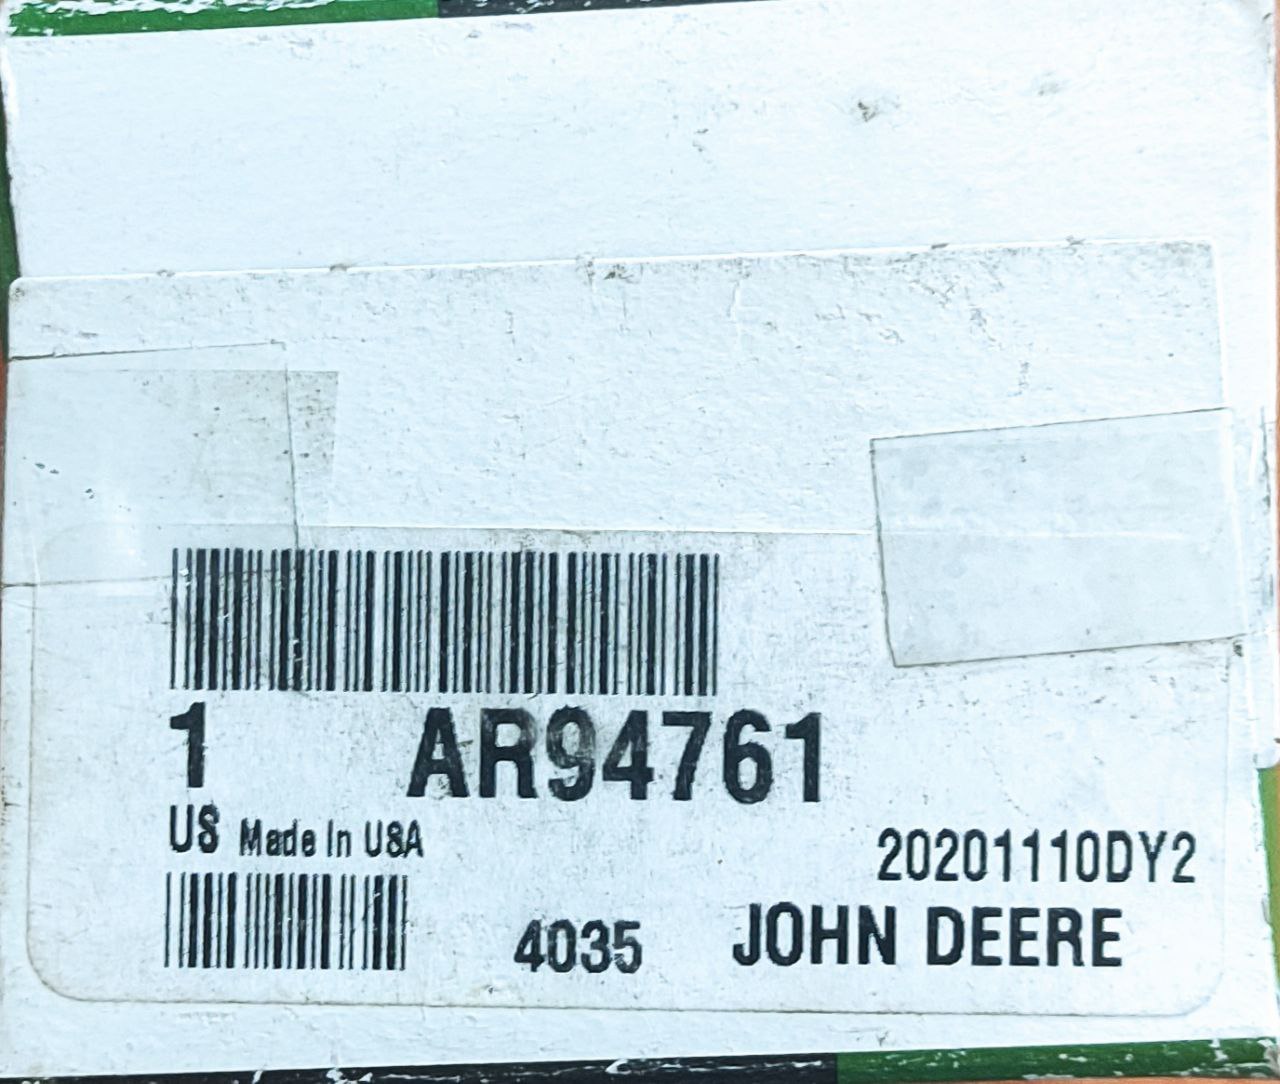 1 AR94761
US Made In USA
20201110DY2
4035 JOHN DEERE